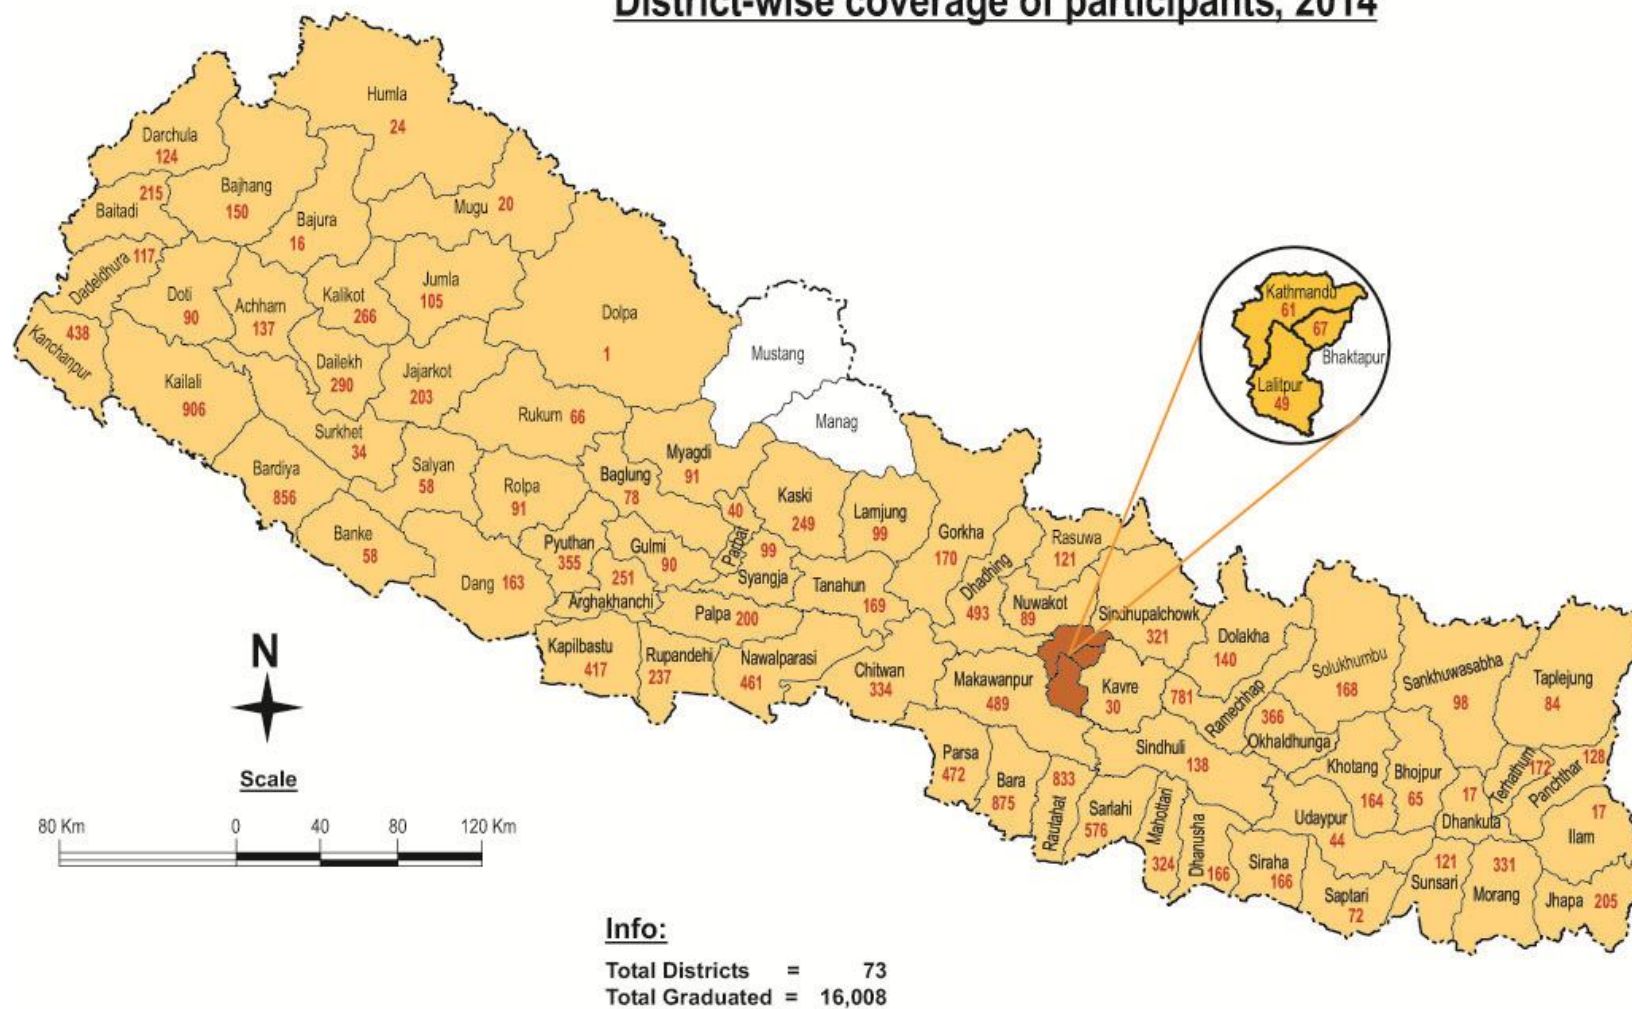 District-wise coverage of participants, 2014
Humla
24
Darchula
124
Bajhang
150
Baitadi
215
Bajura
16
Mugu 20
Dadeldhura
117
Doti
90
Achham
137
Kalikot
266
Jumla
105
Dolpa
1
Mustang
Manag
Kanchanpur
438
Kailali
906
Dailekh
290
Jajarkot
203
Rukum 66
Surkhet
34
Bardiya
856
Salyan
58
Rolpa
91
Baglung
78
Myagdi
91
Banke
58
Dang 163
Pyuthan
355
Gulmi
90
251
Arghakhanchi
40
Parbat
99
Syangja
Kaski
249
Lamjung
99
Tanahun
169
Palpa 200
Gorkha
170
Dhadhing
493
Rasuwa
121
Nuwakot
89
Sindhupalchowk
321
Kathmandu
61
67
Bhaktapur
Lalitpur
49
Kapilbastu
417
Rupandehi
237
Nawalparasi
461
Chitwan
334
Makawanpur
489
Kavre
30
Dolakha
140
781
Ramechhap
Solukhumbu
168
366
Okhaldhunga
Sankhuwasabha
98
Taplejung
84
Parsa
472
Bara
875
833
Rautahat
Sarlahi
576
Sindhuli
138
Mahottari
324
Dhanusha
166
Siraha
166
Udaypur
44
Khotang
164
Bhojpur
65
17
Dhankuta
Terhathum
172
Panchthar
128
17
Ilam
Saptari
72
121
Sunsari
331
Morang
Jhapa 205
N
Scale
80 Km 0 40 80 120 Km
Info:
Total Districts = 73
Total Graduated = 16,008